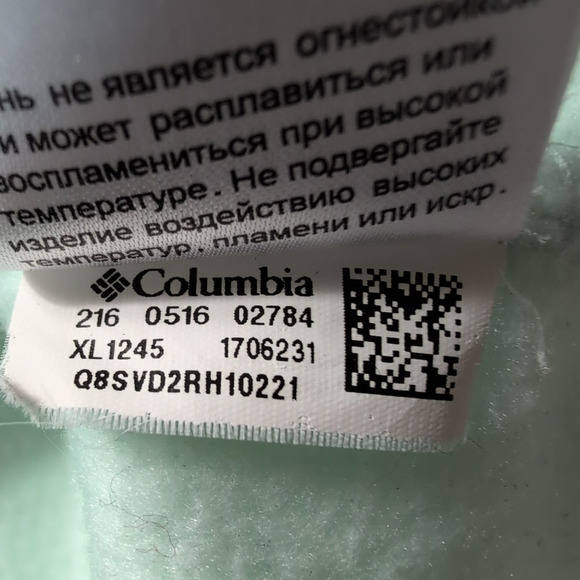 нь не является огнестойкой
и может расплавиться или
воспламениться при высокой
температуре. Не подвергайте
изделие воздействию высоких
температур, пламени или искр.
Columbia
216 0516 02784
XL1245 1706231
Q8SVD2RH10221